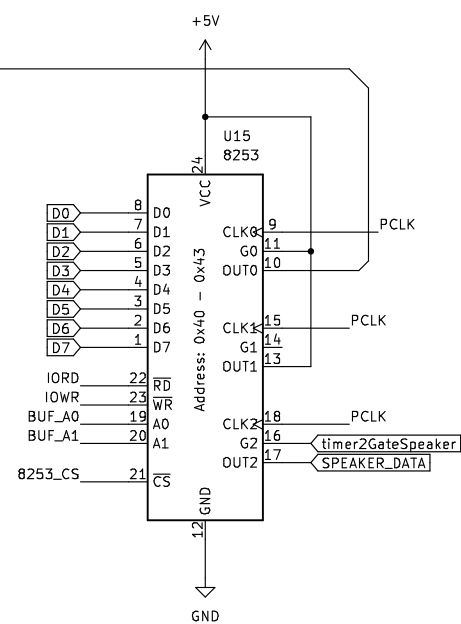 +5V
U15
8253
24
VCC
D0 8 D0 CLK0 9 PCLK
D1 7 D1 G0 11
D2 6 D2 OUT0 10
D3 5 D3
D4 4 D4
D5 3 D5 CLK1 15 PCLK
D6 2 D6 G1 14
D7 1 D7 OUT1 13
Address: 0x40 - 0x43
IORD 22 RD
IOWR 23 WR
BUF_A0 19 A0 CLK2 18 PCLK
BUF_A1 20 A1 G2 16 timer2GateSpeaker
OUT2 17 SPEAKER_DATA
8253_CS 21 CS
GND
12
GND